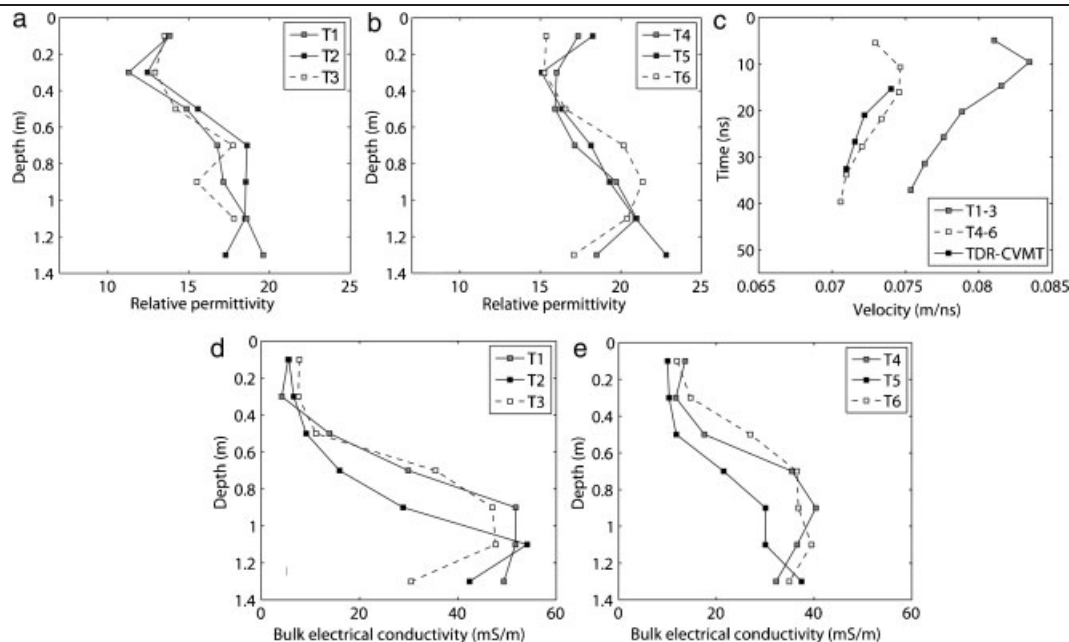 a
0
0.2
0.4
0.6
0.8
1
1.2
1.4
Depth (m)
10
15
20
25
Relative permittivity
T1
T2
T3
b
0
0.2
0.4
0.6
0.8
1
1.2
1.4
Depth (m)
10
15
20
25
Relative permittivity
T4
T5
T6
c
0
10
20
30
40
50
Time (ns)
0.065
0.07
0.075
0.08
0.085
Velocity (m/ns)
T1-3
T4-6
TDR-CVMT
d
0
0.2
0.4
0.6
0.8
1
1.2
1.4
Depth (m)
0
20
40
60
Bulk electrical conductivity (mS/m)
T1
T2
T3
e
0
0.2
0.4
0.6
0.8
1
1.2
1.4
Depth (m)
0
20
40
60
Bulk electrical conductivity (mS/m)
T4
T5
T6